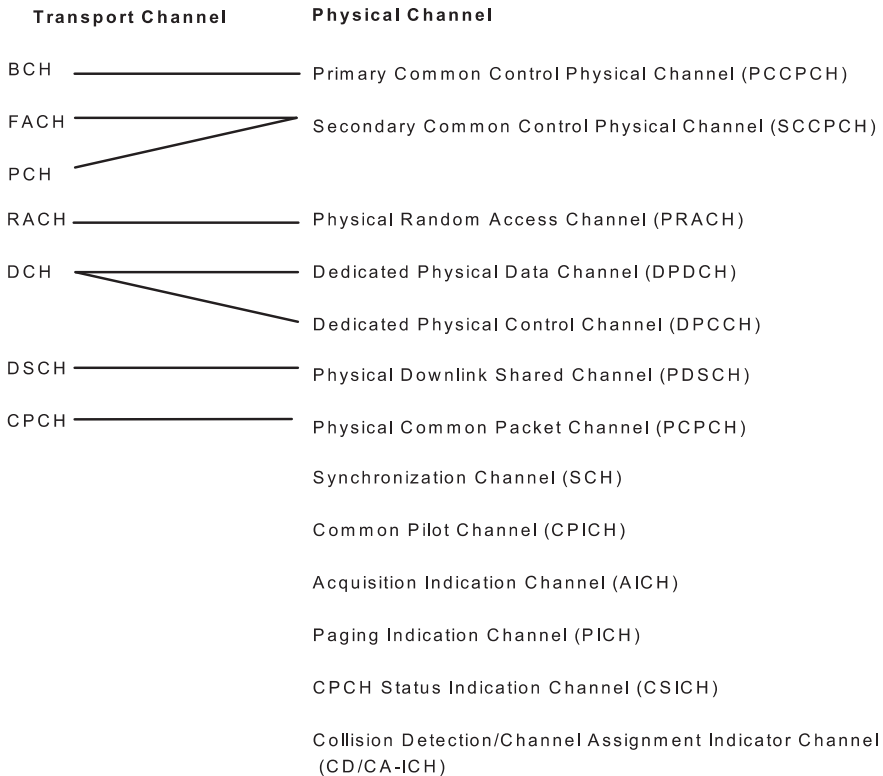 Transport Channel Physical Channel
BCH Primary Common Control Physical Channel (PCCPCH)
FACH Secondary Common Control Physical Channel (SCCPCH)
PCH
RACH Physical Random Access Channel (PRACH)
DCH Dedicated Physical Data Channel (DPDCH)
Dedicated Physical Control Channel (DPCCH)
DSCH Physical Downlink Shared Channel (PDSCH)
CPCH Physical Common Packet Channel (PCPCH)
Synchronization Channel (SCH)
Common Pilot Channel (CPICH)
Acquisition Indication Channel (AICH)
Paging Indication Channel (PICH)
CPCH Status Indication Channel (CSICH)
Collision Detection/Channel Assignment Indicator Channel
(CD/CA-ICH)